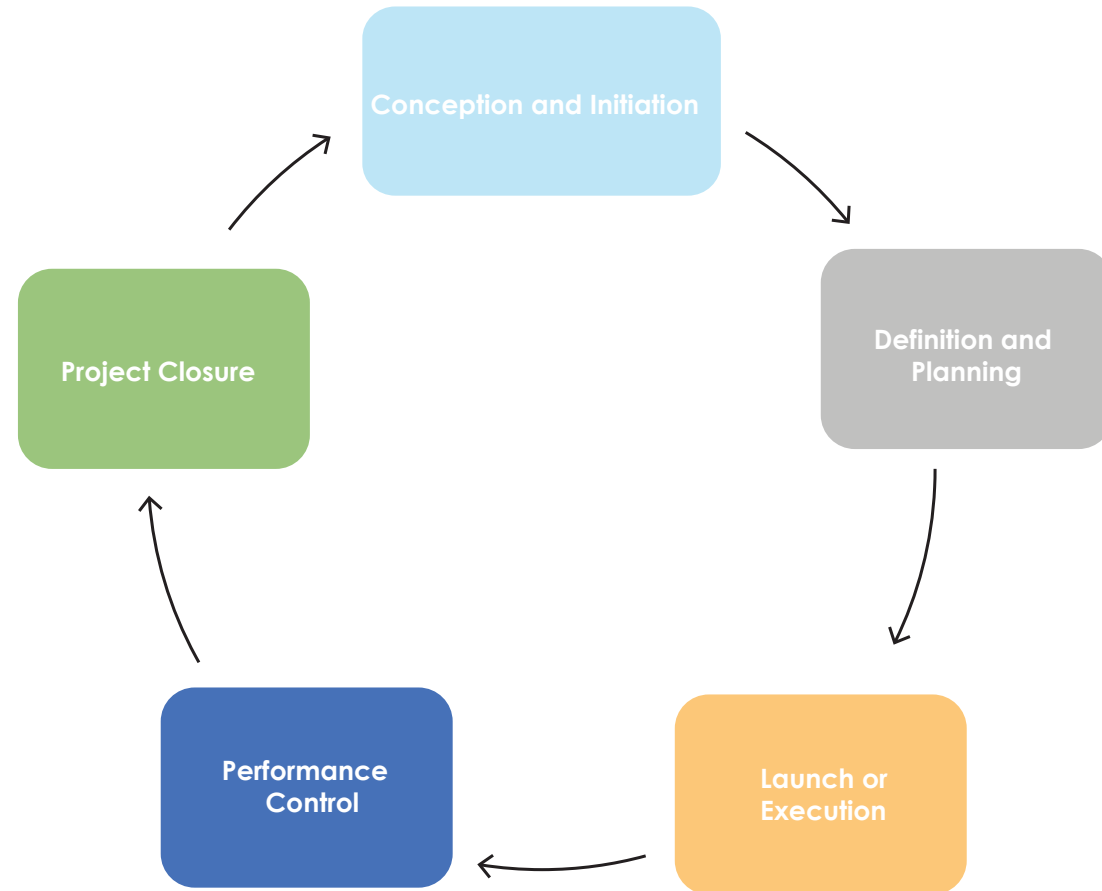 Conception and Initiation
Definition and
Planning
Launch or
Execution
Performance
Control
Project Closure